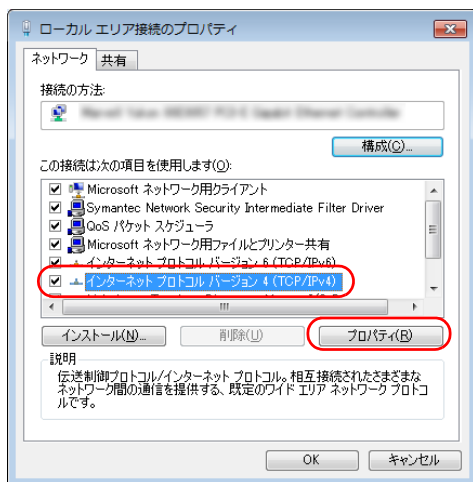 ローカル エリア接続のプロパティ
ネットワーク 共有
接続の方法:
構成(C)...
この接続は次の項目を使用します(O):
Microsoft ネットワーク用クライアント
Symantec Network Security Intermediate Filter Driver
QoS パケット スケジューラ
Microsoft ネットワーク用ファイルとプリンター共有
インターネット プロトコル バージョン 6 (TCP/IPv6)
インターネット プロトコル バージョン 4 (TCP/IPv4)
インストール(N)... 削除(U) プロパティ(R)
説明
伝送制御プロトコル/インターネット プロトコル。相互接続されたさまざまな
ネットワーク間の通信を提供する、既定のワイド エリア ネットワーク プロトコ
ルです。
OK キャンセル